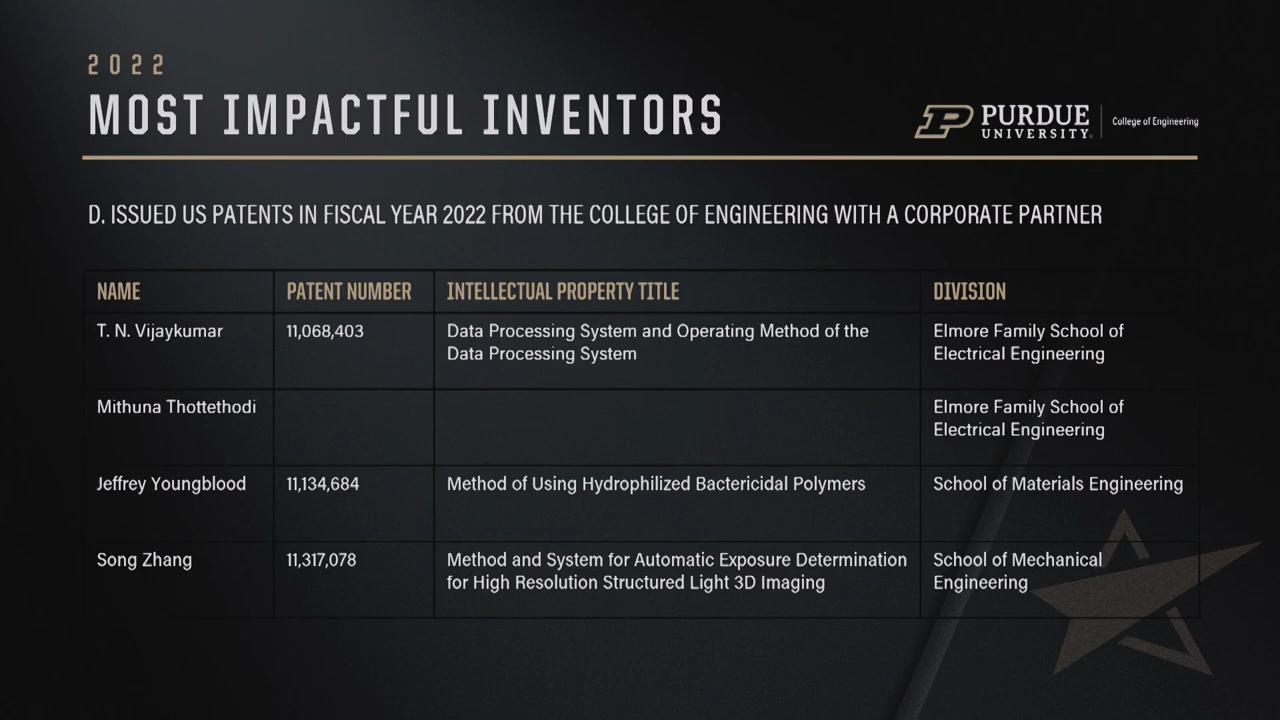 2022
MOST IMPACTFUL INVENTORS
PURDUE
UNIVERSITY®
College of Engineering
D. ISSUED US PATENTS IN FISCAL YEAR 2022 FROM THE COLLEGE OF ENGINEERING WITH A CORPORATE PARTNER
NAME PATENT NUMBER INTELLECTUAL PROPERTY TITLE DIVISION
T. N. Vijaykumar 11,068,403 Data Processing System and Operating Method of the Elmore Family School of
Data Processing System Electrical Engineering
Mithuna Thottethodi Elmore Family School of
Electrical Engineering
Jeffrey Youngblood 11,134,684 Method of Using Hydrophilized Bactericidal Polymers School of Materials Engineering
Song Zhang 11,317,078 Method and System for Automatic Exposure Determination School of Mechanical
for High Resolution Structured Light 3D Imaging Engineering